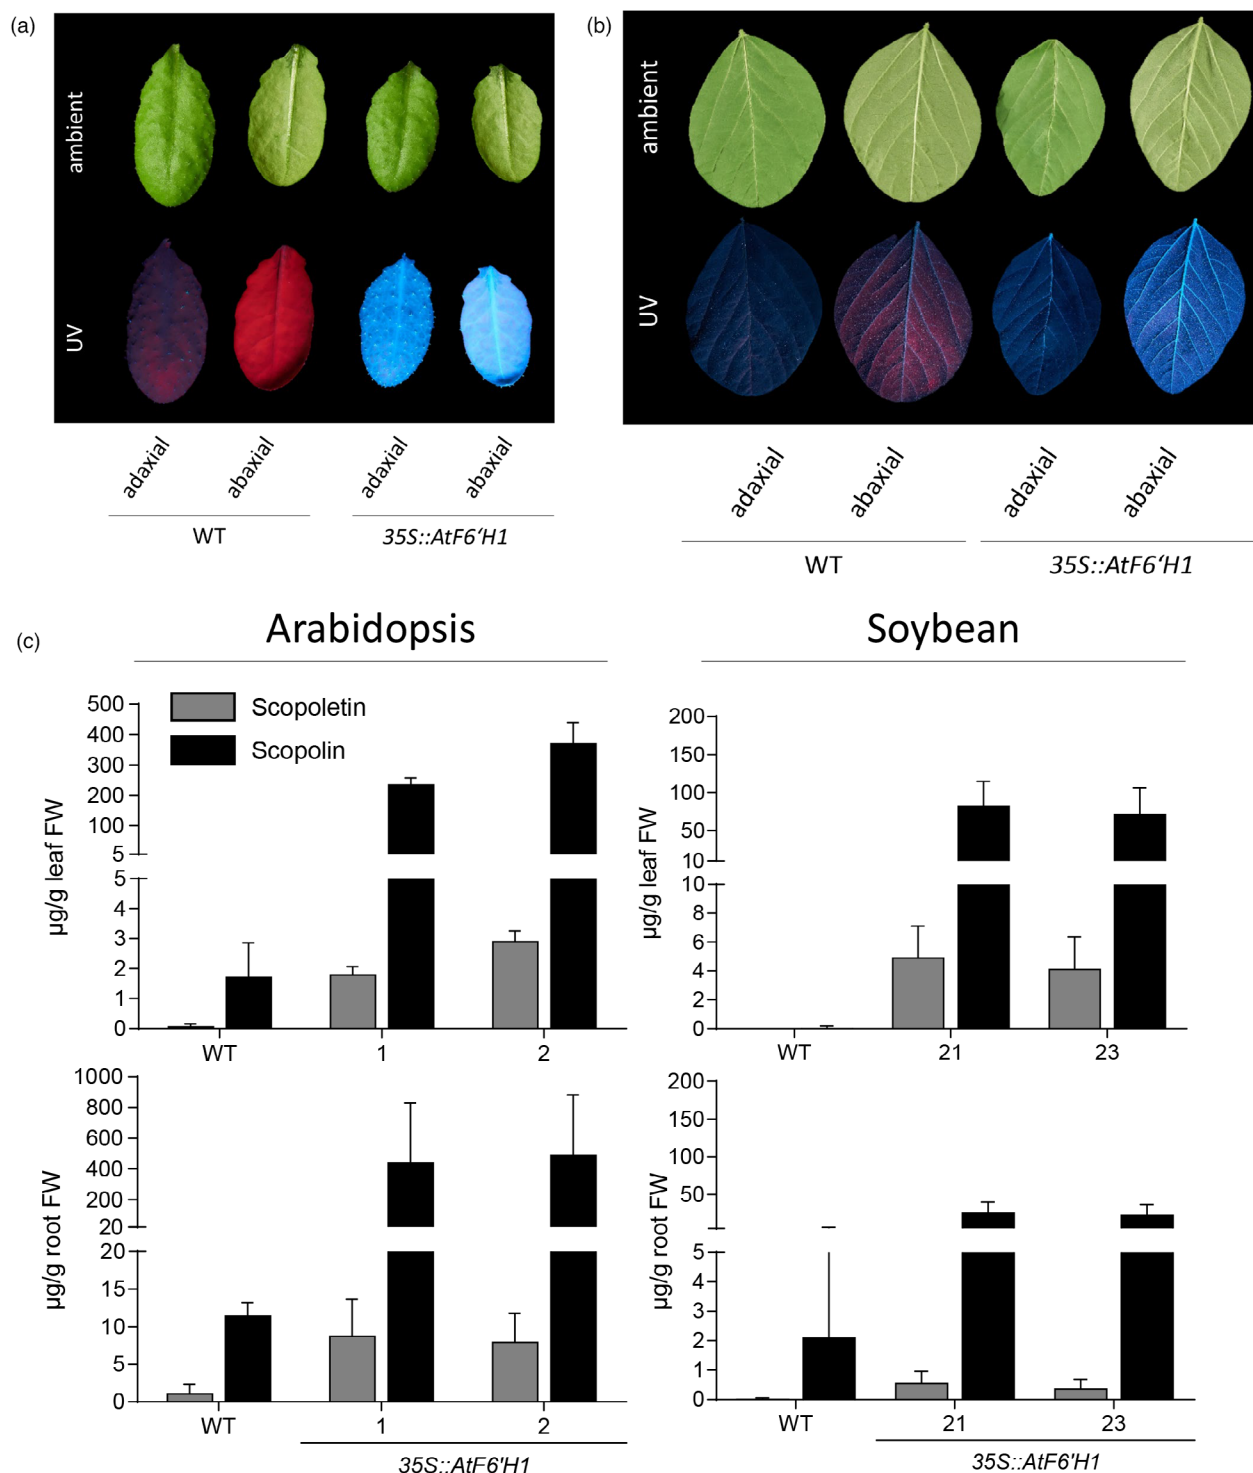 (a)
ambient
UV
adaxial abaxial adaxial abaxial
WT 35S::AtF6‘H1
(b)
ambient
UV
adaxial abaxial adaxial abaxial
WT 35S::AtF6‘H1
(c)
Arabidopsis Soybean
Scopoletin
Scopolin
µg/g leaf FW
500
400
300
200
100
5
5
4
3
2
1
0
WT 1 2
µg/g leaf FW
200
150
100
50
10
10
8
6
4
2
0
WT 21 23
µg/g root FW
1000
800
600
400
200
20
20
15
10
5
0
WT 1 2
35S::AtF6'H1
µg/g root FW
200
150
100
50
5
4
3
2
1
0
WT 21 23
35S::AtF6'H1